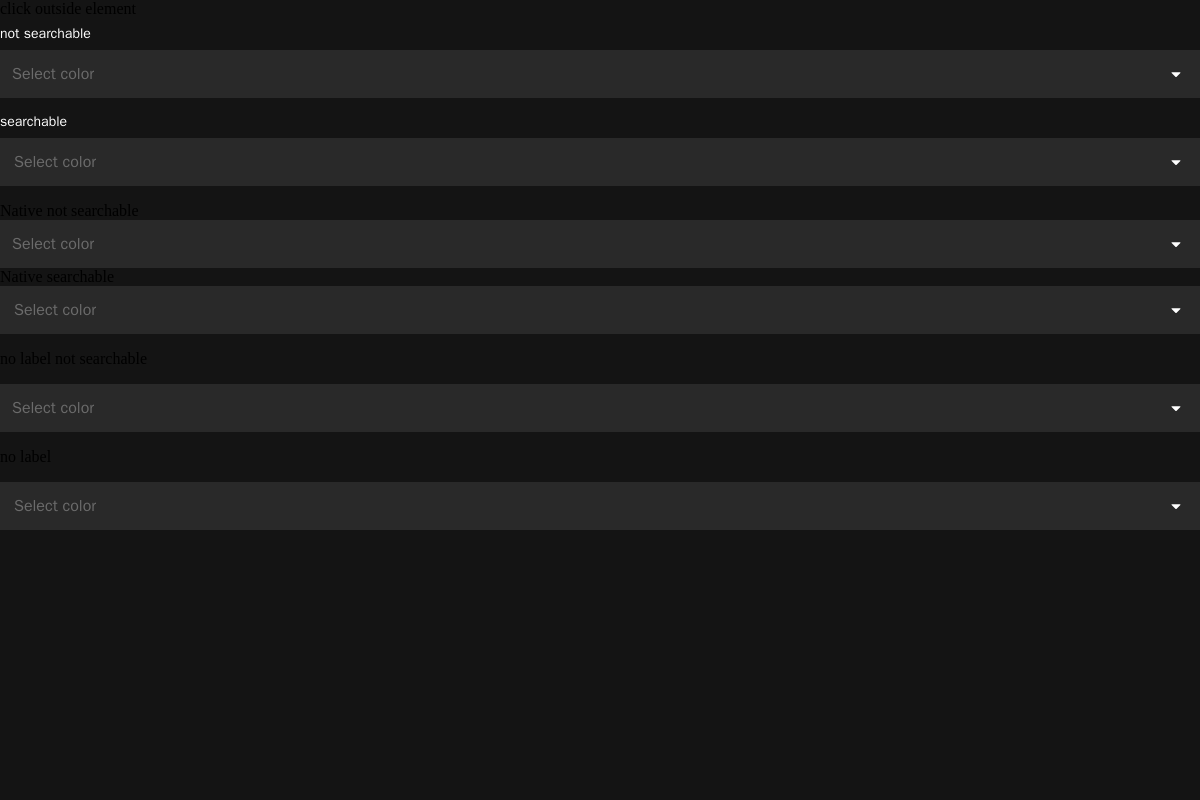 click outside element
not searchable
Select color
searchable
Select color
Native not searchable
Select color
Native searchable
Select color
no label not searchable
Select color
no label
Select color